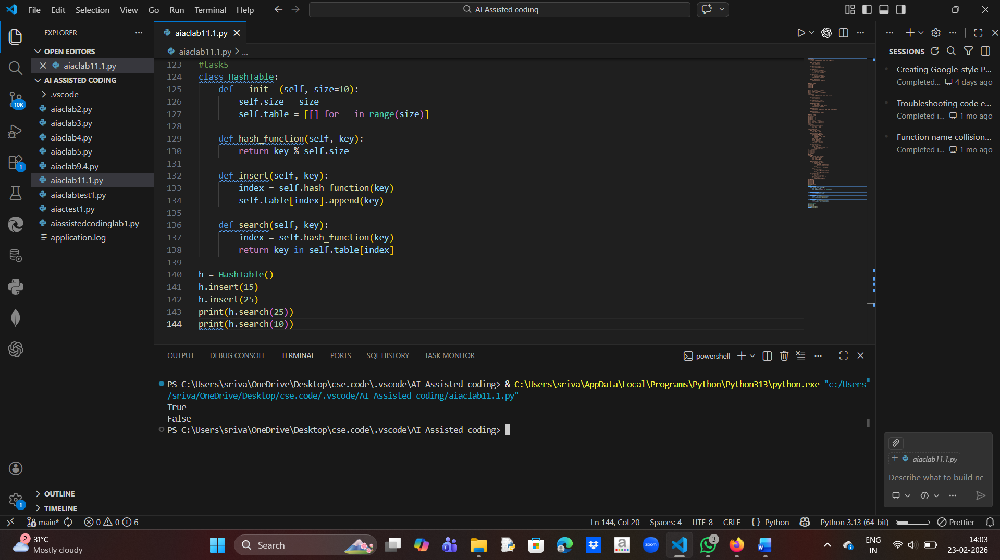 File Edit Selection View Go Run Terminal Help
AI Assisted coding
EXPLORER
OPEN EDITORS
aiaclab11.1.py
AI ASSISTED CODING
.vscode
aiaclab2.py
aiaclab3.py
aiaclab4.py
aiaclab5.py
aiaclab9.4.py
aiaclab11.1.py
aiaclabtest1.py
aiactest1.py
aiassistedcodinglab1.py
application.log
OUTLINE
TIMELINE
10K
1
1
aiaclab11.1.py
aiaclab11.1.py > ...
123 #task5
124 class HashTable:
125 def __init__(self, size=10):
126 self.size = size
127 self.table = [[] for _ in range(size)]
128
129 def hash_function(self, key):
130 return key % self.size
131
132 def insert(self, key):
133 index = self.hash_function(key)
134 self.table[index].append(key)
135
136 def search(self, key):
137 index = self.hash_function(key)
138 return key in self.table[index]
139
140 h = HashTable()
141 h.insert(15)
142 h.insert(25)
143 print(h.search(25))
144 print(h.search(10))
OUTPUT DEBUG CONSOLE TERMINAL PORTS SQL HISTORY TASK MONITOR
powershell
PS C:\Users\sriva\OneDrive\Desktop\cse.code\.vscode\AI Assisted coding> & C:\Users\sriva\AppData\Local\Programs\Python\Python313\python.exe "c:/Users
/sriva/OneDrive/Desktop/cse.code/.vscode/AI Assisted coding/aiaclab11.1.py"
True
False
PS C:\Users\sriva\OneDrive\Desktop\cse.code\.vscode\AI Assisted coding>
SESSIONS
Creating Google-style P...
Completed... 4 days ago
Troubleshooting code e...
Completed i... 1 mo ago
Function name collision...
Completed i... 1 mo ago
aiaclab11.1.py
Describe what to build ne
main* 0 0 6
Ln 144, Col 20 Spaces: 4 UTF-8 CRLF { } Python Python 3.13 (64-bit) Prettier
2
31°C
Mostly cloudy
Search
zoom
3
ENG
IN
14:03
23-02-2026